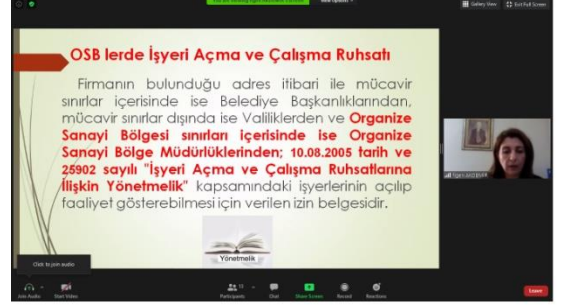 Gallery View
Exit Full Screen
OSB lerde İşyeri Açma ve Çalışma Ruhsatı
Firmanın bulunduğu adres itibari ile mücavir
sınırlar içerisinde ise Belediye Başkanlıklarından,
mücavir sınırlar dışında ise Valiliklerden ve Organize
Sanayi Bölgesi sınırları içerisinde ise Organize
Sanayi Bölge Müdürlüklerinden; 10.08.2005 tarih ve
25902 sayılı "İşyeri Açma ve Çalışma Ruhsatlarına
İlişkin Yönetmelik" kapsamındaki işyerlerinin açılıp
faaliyet gösterebilmesi için verilen izin belgesidir.
Yönetmelik
Click to join audio
Join Audio
Start Video
Participants
Chat
Share Screen
Record
Reactions
Leave